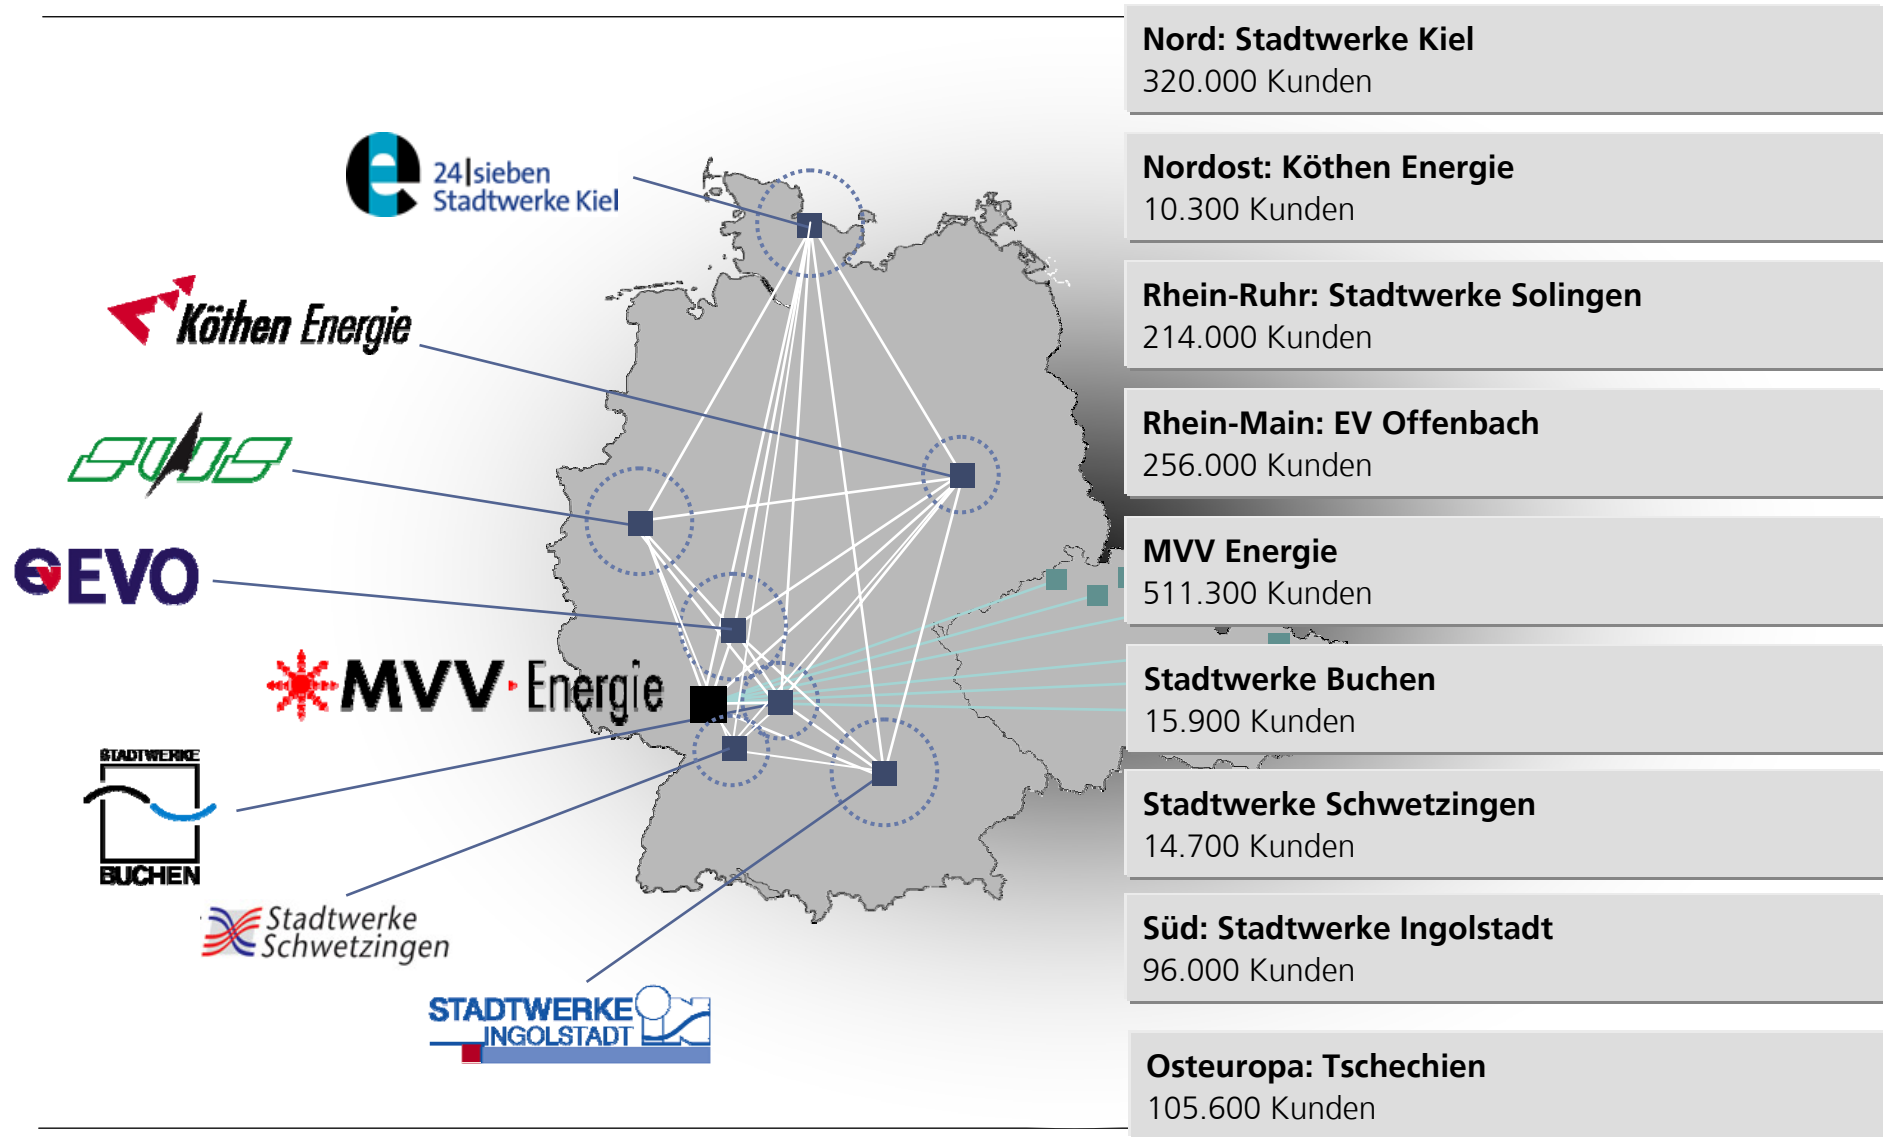 Nord: Stadtwerke Kiel
320.000 Kunden
Nordost: Köthen Energie
10.300 Kunden
Rhein-Ruhr: Stadtwerke Solingen
214.000 Kunden
Rhein-Main: EV Offenbach
256.000 Kunden
MVV Energie
511.300 Kunden
Stadtwerke Buchen
15.900 Kunden
Stadtwerke Schwetzingen
14.700 Kunden
Süd: Stadtwerke Ingolstadt
96.000 Kunden
Osteuropa: Tschechien
105.600 Kunden
24|sieben
Stadtwerke Kiel
Köthen Energie
SWS
EVO
MVV Energie
STADTWERKE
BUCHEN
Stadtwerke
Schwetzingen
STADTWERKE
INGOLSTADT